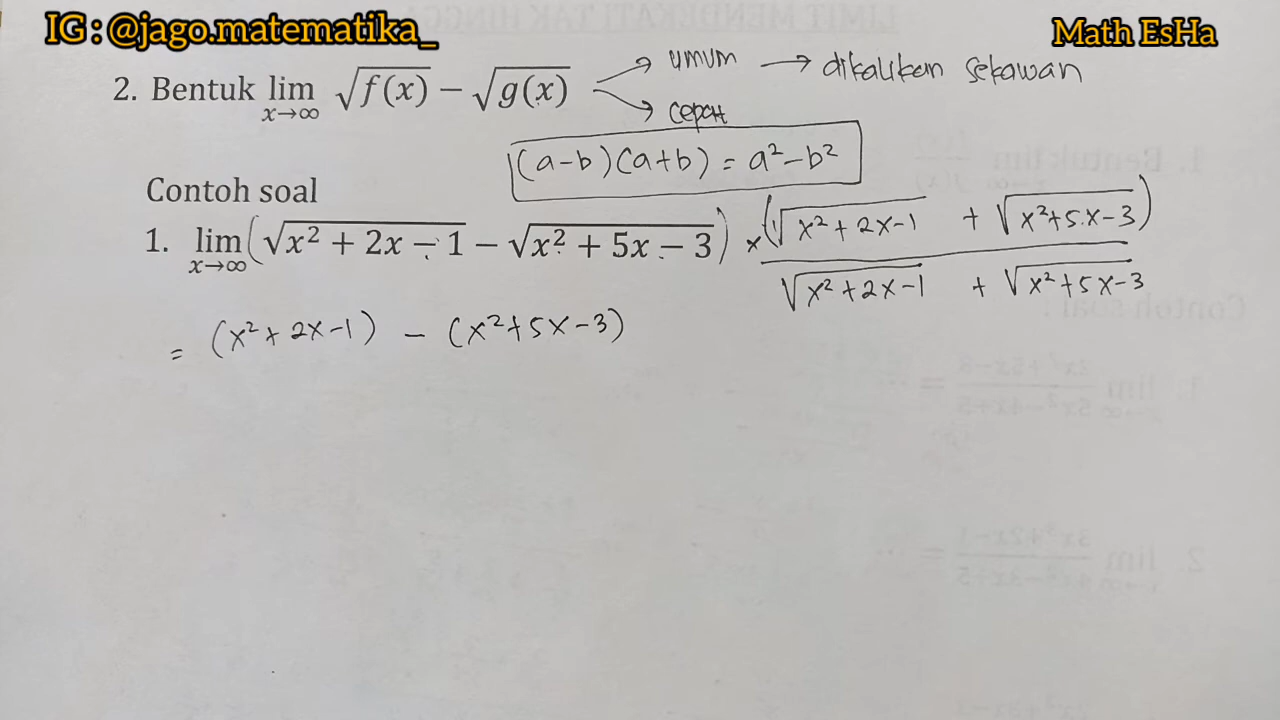 IG : @jago.matematika_
Math EsHa
2. Bentuk lim x→∞ √f(x) − √g(x)
umum → dikalikan sekawan
cepat
(a-b)(a+b) = a² - b²
Contoh soal
1. lim x→∞ (√x² + 2x − 1 − √x² + 5x − 3) × (√x² + 2x - 1 + √x² + 5x - 3) / √x² + 2x - 1 + √x² + 5x - 3
= (x² + 2x - 1) - (x² + 5x - 3)